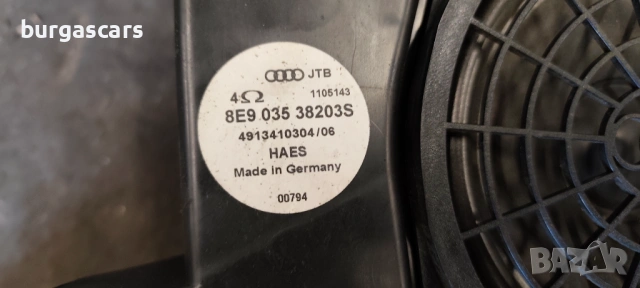 burgascars
JTB
4Ω
1105143
8E9 035 38203S
4913410304/06
HAES
Made in Germany
00794
BAZAR